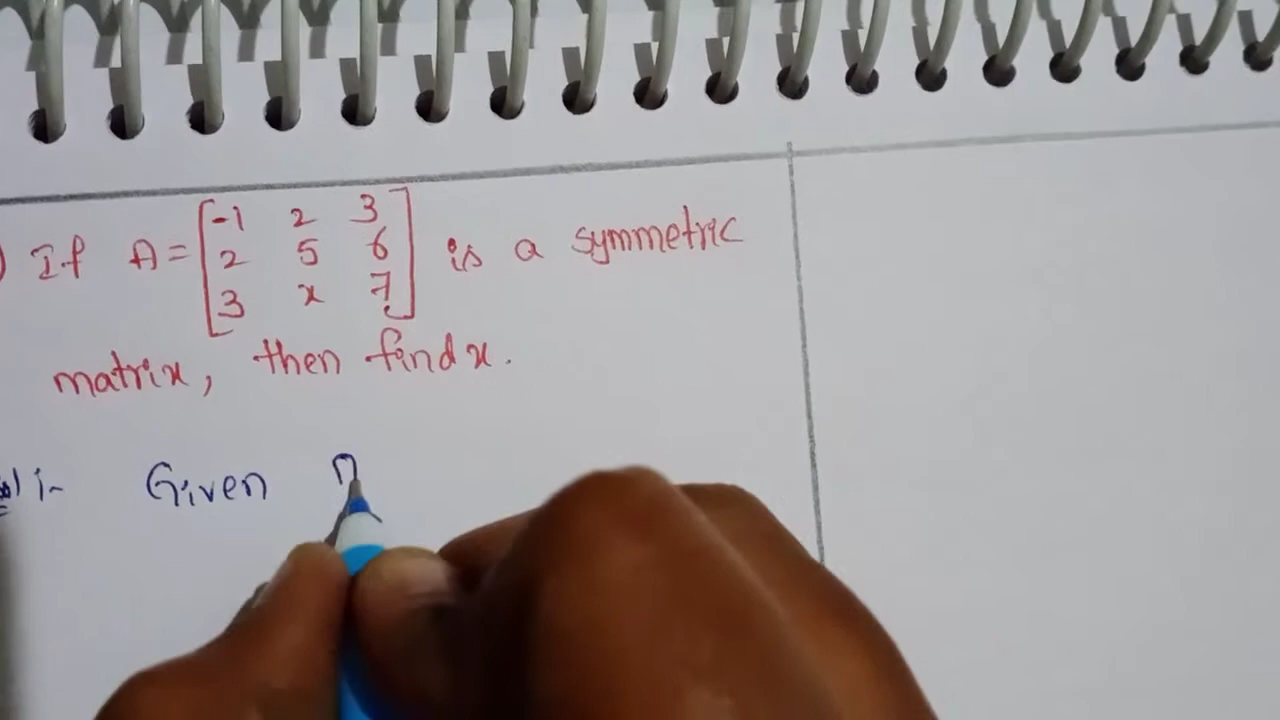 ) If A = [ -1 2 3
2 5 6
3 x 7 ] is a symmetric
matrix, then find x.
Given